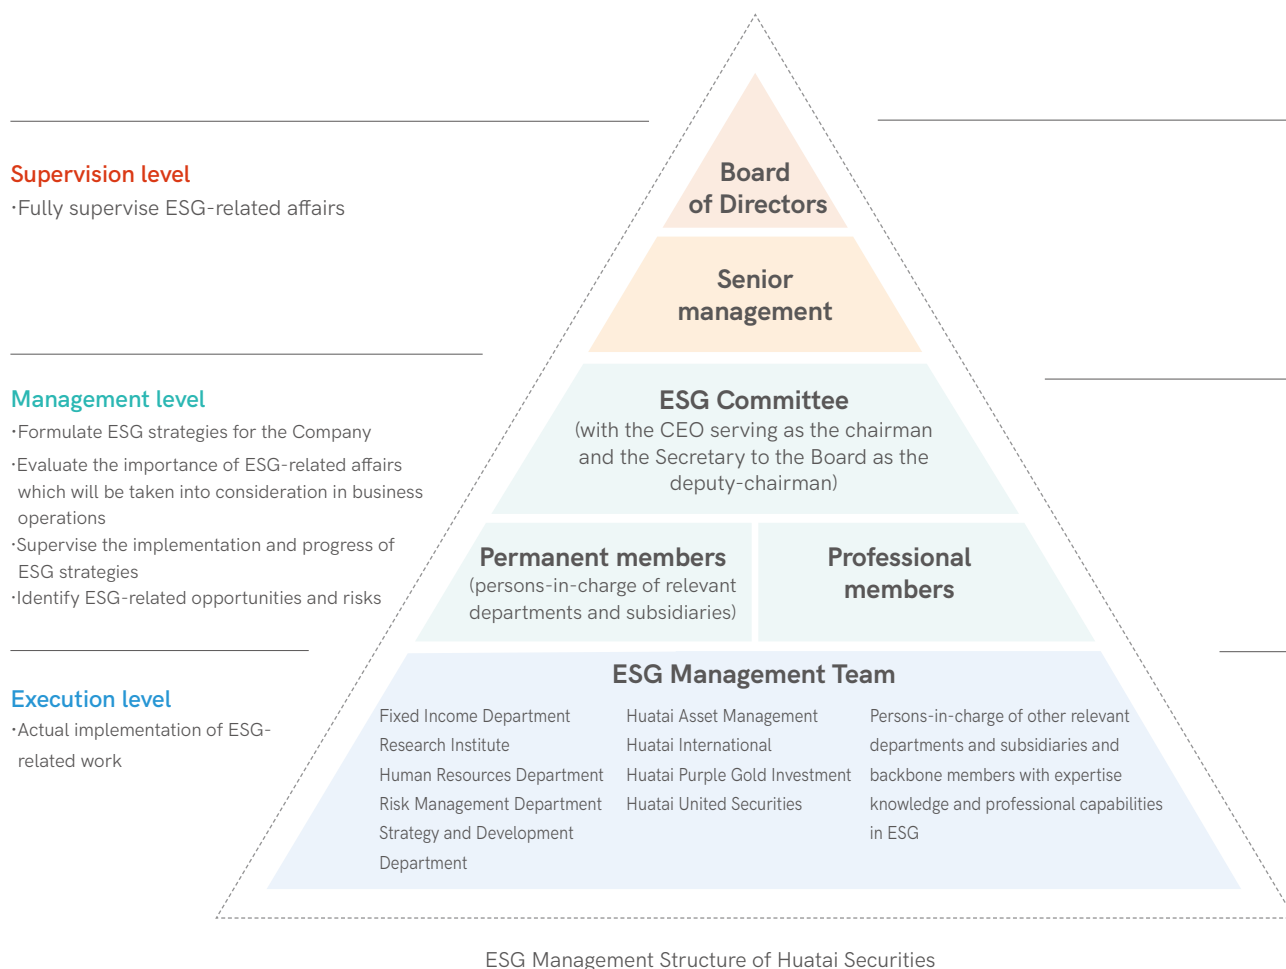 Board
of Directors
Supervision level
·Fully supervise ESG-related affairs
Senior
management
Management level
·Formulate ESG strategies for the Company
·Evaluate the importance of ESG-related affairs
which will be taken into consideration in business
operations
·Supervise the implementation and progress of
ESG strategies
·Identify ESG-related opportunities and risks
ESG Committee
(with the CEO serving as the chairman
and the Secretary to the Board as the
deputy-chairman)
Permanent members
(persons-in-charge of relevant
departments and subsidiaries)
Professional
members
Execution level
·Actual implementation of ESG-
related work
ESG Management Team
Fixed Income Department
Research Institute
Human Resources Department
Risk Management Department
Strategy and Development
Department
Huatai Asset Management
Huatai International
Huatai Purple Gold Investment
Huatai United Securities
Persons-in-charge of other relevant
departments and subsidiaries and
backbone members with expertise
knowledge and professional capabilities
in ESG
ESG Management Structure of Huatai Securities